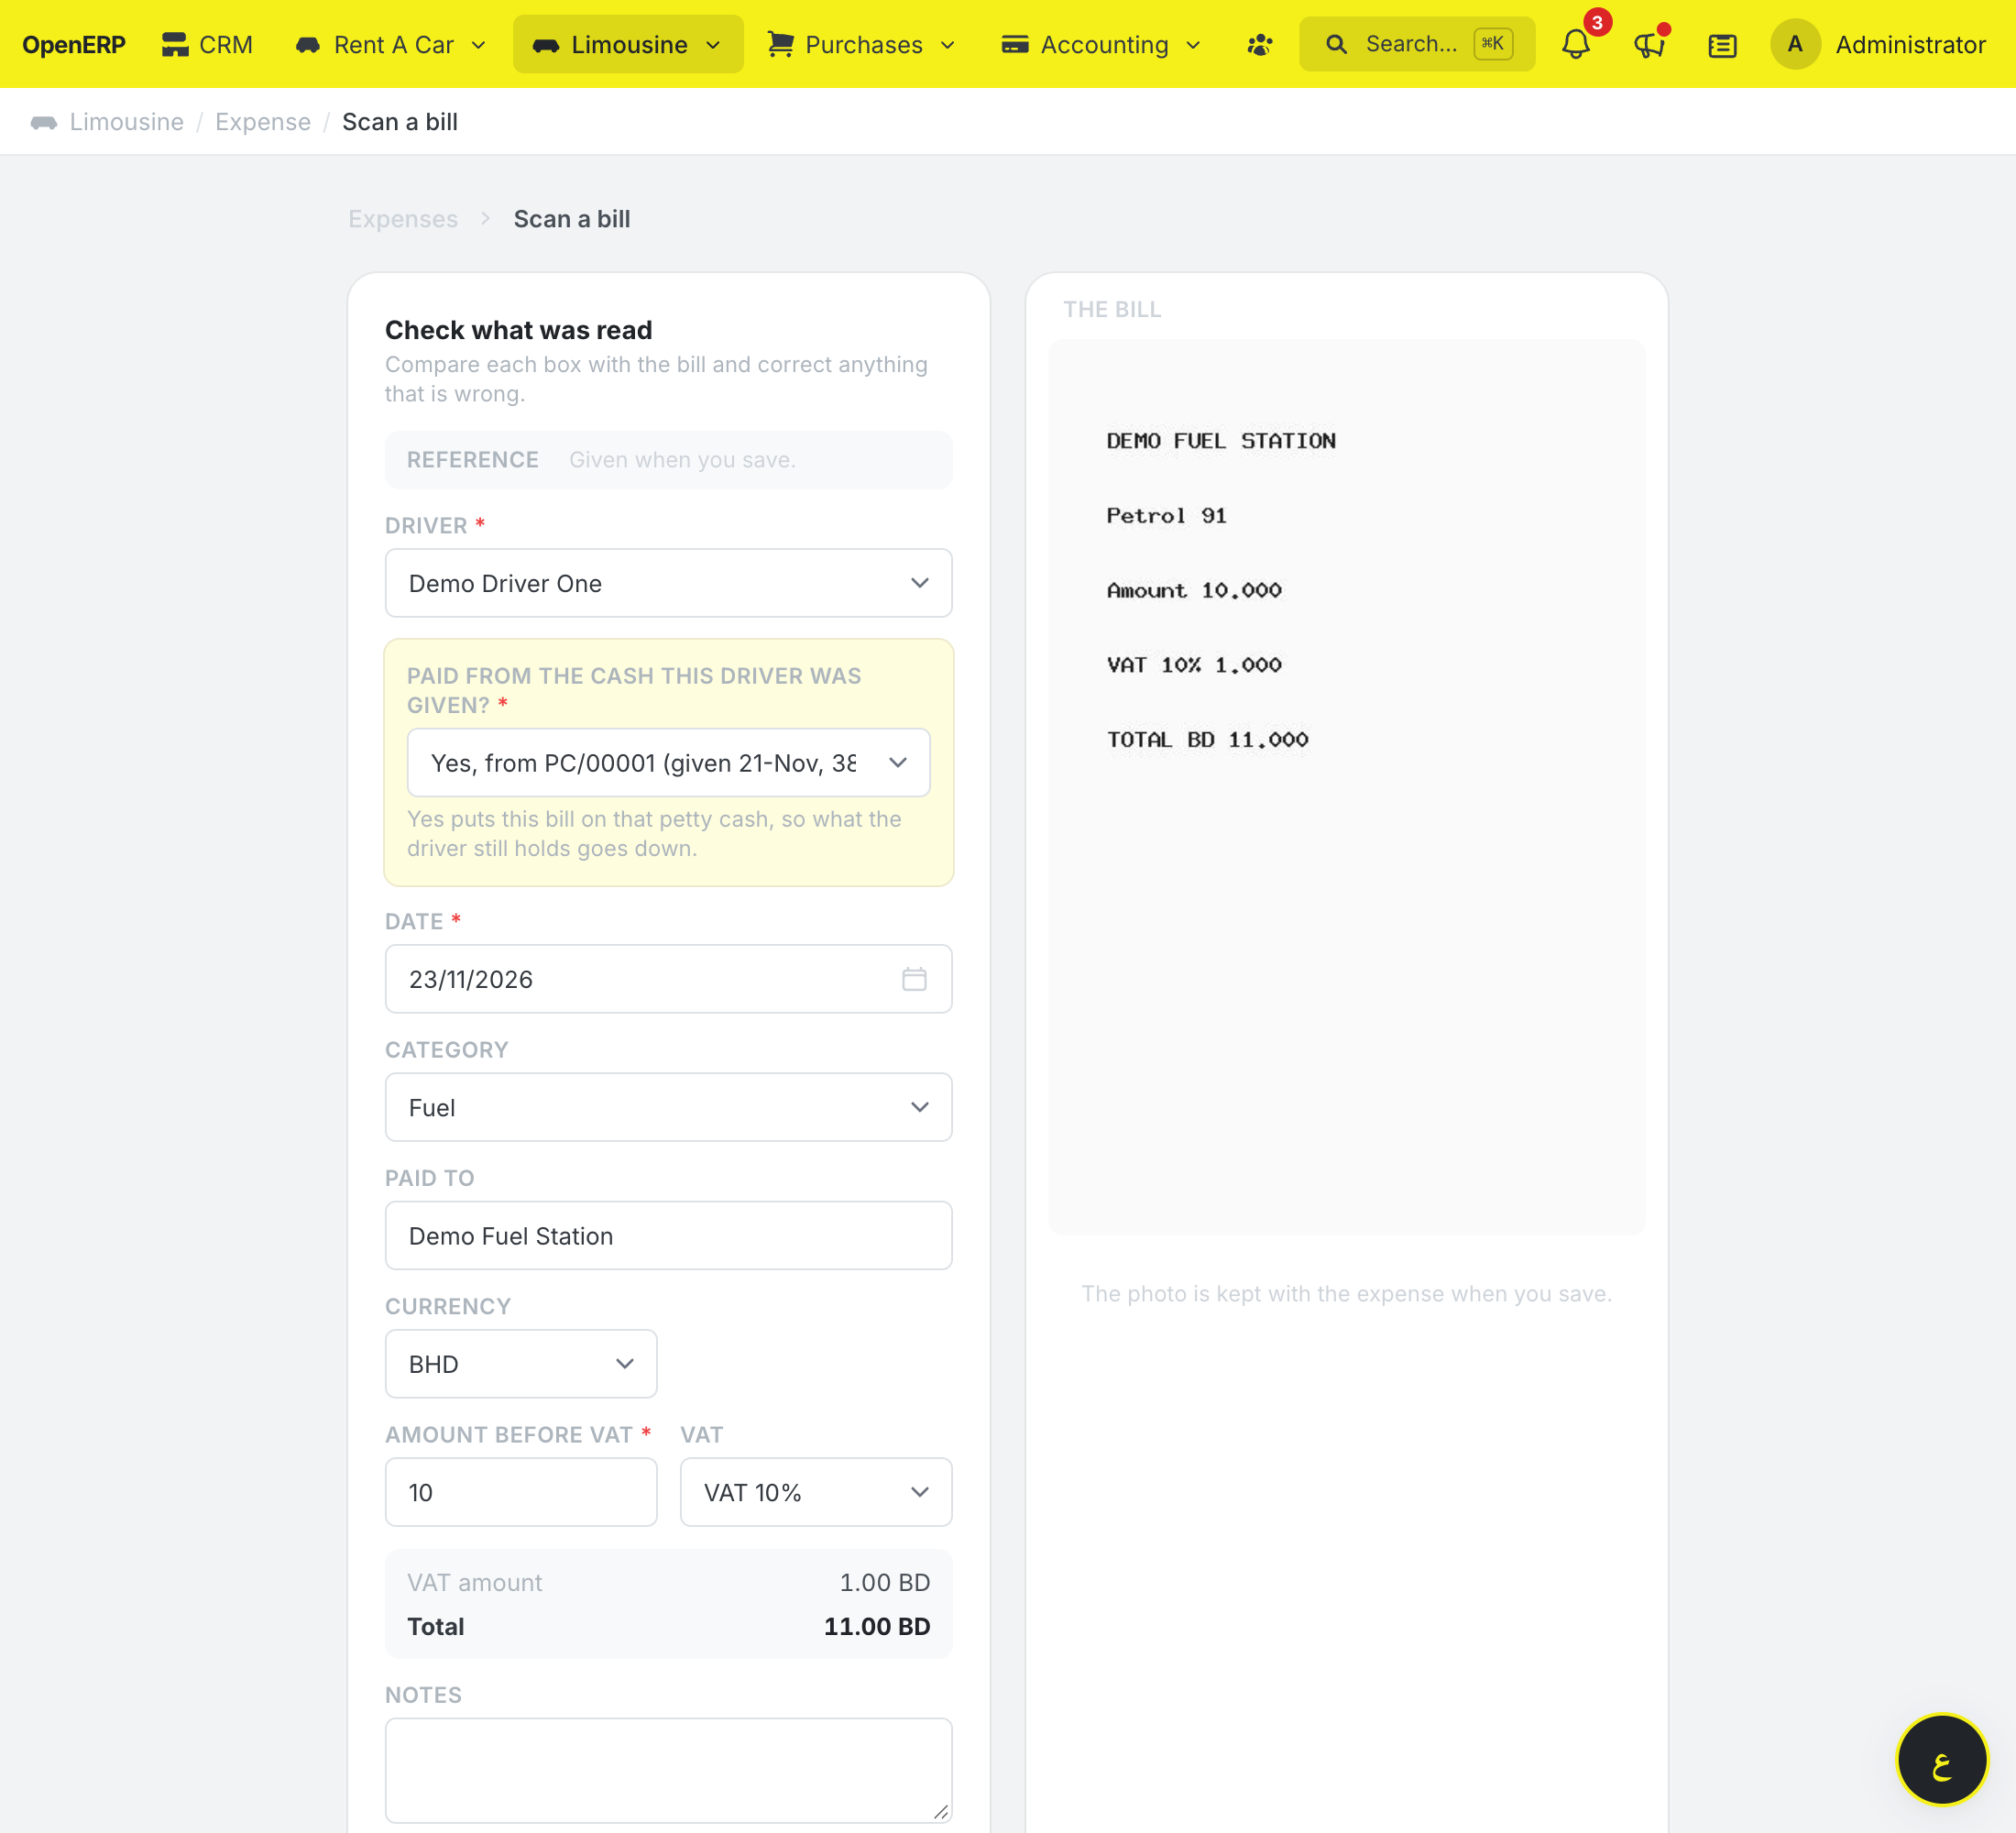 OpenERP CRM Rent A Car Limousine Purchases Accounting Search... ⌘K 3 A Administrator
Limousine / Expense / Scan a bill
Expenses > Scan a bill
Check what was read
Compare each box with the bill and correct anything
that is wrong.
REFERENCE Given when you save.
DRIVER *
Demo Driver One
PAID FROM THE CASH THIS DRIVER WAS
GIVEN? *
Yes, from PC/00001 (given 21-Nov, 38
Yes puts this bill on that petty cash, so what the
driver still holds goes down.
DATE *
23/11/2026
CATEGORY
Fuel
PAID TO
Demo Fuel Station
CURRENCY
BHD
AMOUNT BEFORE VAT * VAT
10 VAT 10%
VAT amount 1.00 BD
Total 11.00 BD
NOTES
THE BILL
DEMO FUEL STATION
Petrol 91
Amount 10.000
VAT 10% 1.000
TOTAL BD 11.000
The photo is kept with the expense when you save.
ع